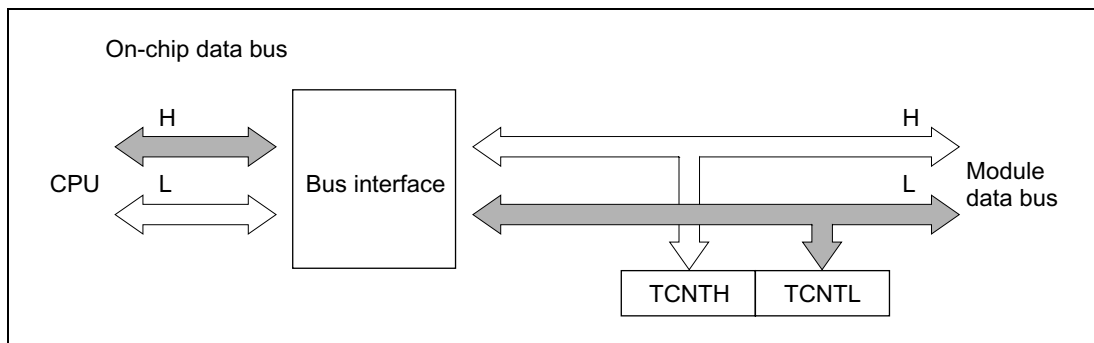 On-chip data bus
H
H
CPU
L
Bus interface
L
Module
data bus
TCNTH
TCNTL